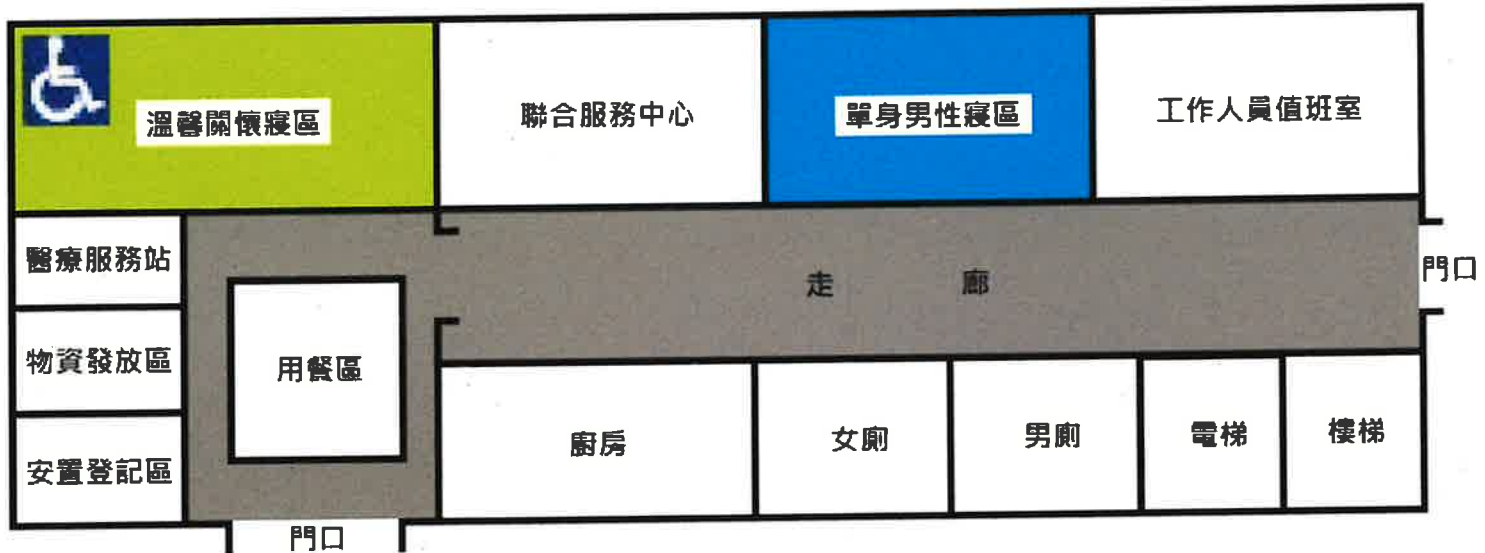 溫馨關懷寢區
聯合服務中心
單身男性寢區
工作人員值班室
醫療服務站
走廊
門口
物資發放區
用餐區
安置登記區
廚房
女廁
男廁
電梯
樓梯
門口